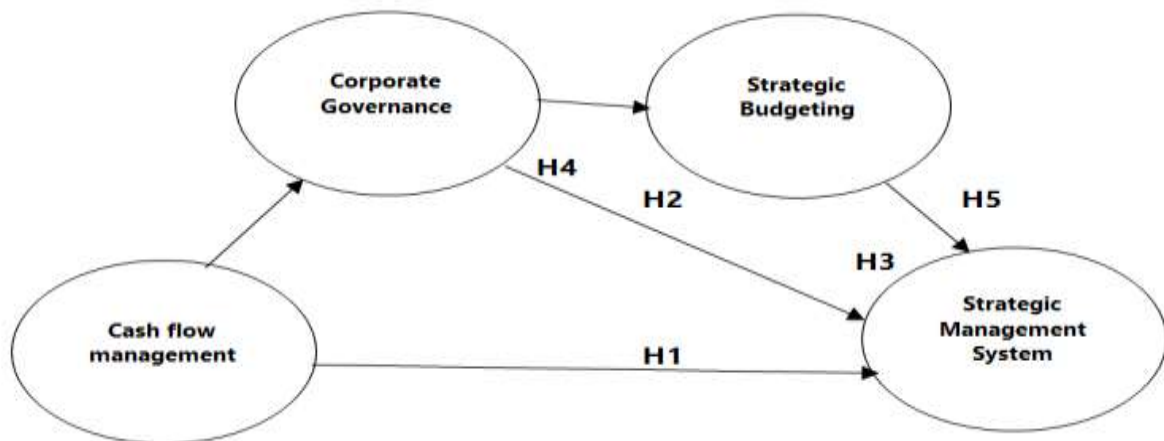 Corporate
Governance
Strategic
Budgeting
H4
H2
H5
H3
Cash flow
management
H1
Strategic
Management
System